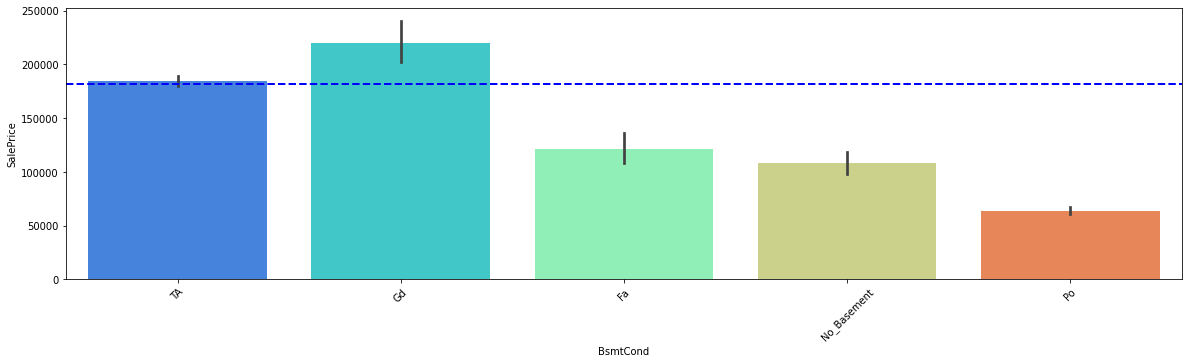 250000
200000
150000
100000
50000
0
SalePrice
TA
Gd
Fa
No_Basement
Po
BsmtCond